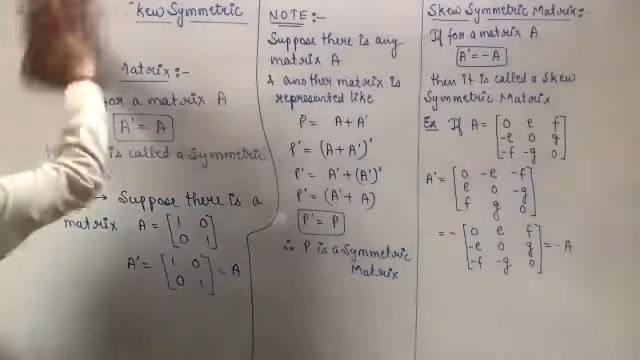 Skew Symmetric
Matrix:-
for a matrix A
A' = A
is called a Symmetric
→ Suppose there is a
matrix A = [1 0
0 1]
A' = [1 0
0 1] = A
NOTE:-
Suppose there is any
matrix A
& another matrix is
represented like
P = A + A'
P' = (A + A')'
P' = A' + (A')'
P' = (A' + A)
P' = P
∴ P is a Symmetric
Matrix
Skew Symmetric Matrix:-
If for a matrix A
A' = -A
then it is called a Skew
Symmetric Matrix
Ex If A = [0 e f
-e 0 g
-f -g 0]
A' = [0 -e -f
e 0 -g
f g 0]
= - [0 e f
-e 0 g
-f -g 0] = -A